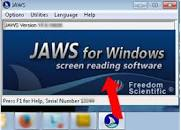 JAWS
Options Utilities Language Help
JAWS Version
JAWS for Windows
screen reading software
Freedom
Scientific®
Press F1 for Help, Serial Number
JAWS